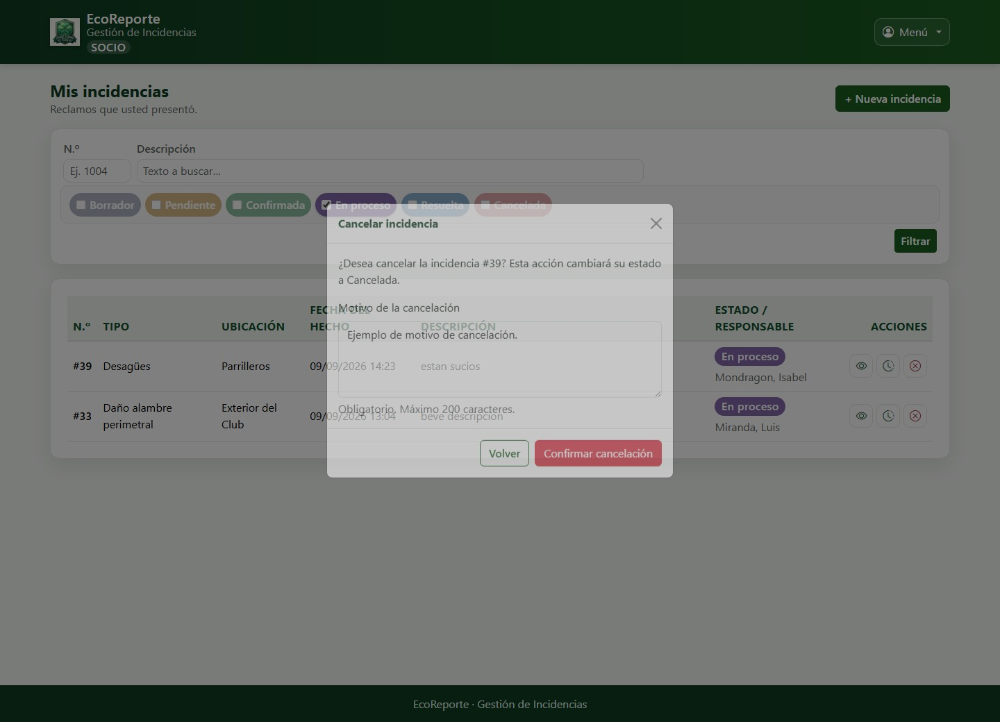 EcoReporte
Gestión de Incidencias
SOCIO
Menú
Mis incidencias
Reclamos que usted presentó.
+ Nueva incidencia
N.º
Descripción
Ej. 1004
Texto a buscar...
Borrador
Pendiente
Confirmada
En proceso
Resuelta
Cancelada
Filtrar
Cancelar incidencia
¿Desea cancelar la incidencia #39? Esta acción cambiará su estado
a Cancelada.
Motivo de la cancelación
Ejemplo de motivo de cancelación.
Obligatorio. Máximo 200 caracteres.
Volver
Confirmar cancelación
N.º
TIPO
UBICACIÓN
FECHA DEL
HECHO
DESCRIPCIÓN
ESTADO /
RESPONSABLE
ACCIONES
#39
Desagües
Parrilleros
09/09/2026 14:23
estan sucios
En proceso
Mondragon, Isabel
#33
Daño alambre
perimetral
Exterior del
Club
09/09/2026 13:04
beve descripción
En proceso
Miranda, Luis
EcoReporte · Gestión de Incidencias